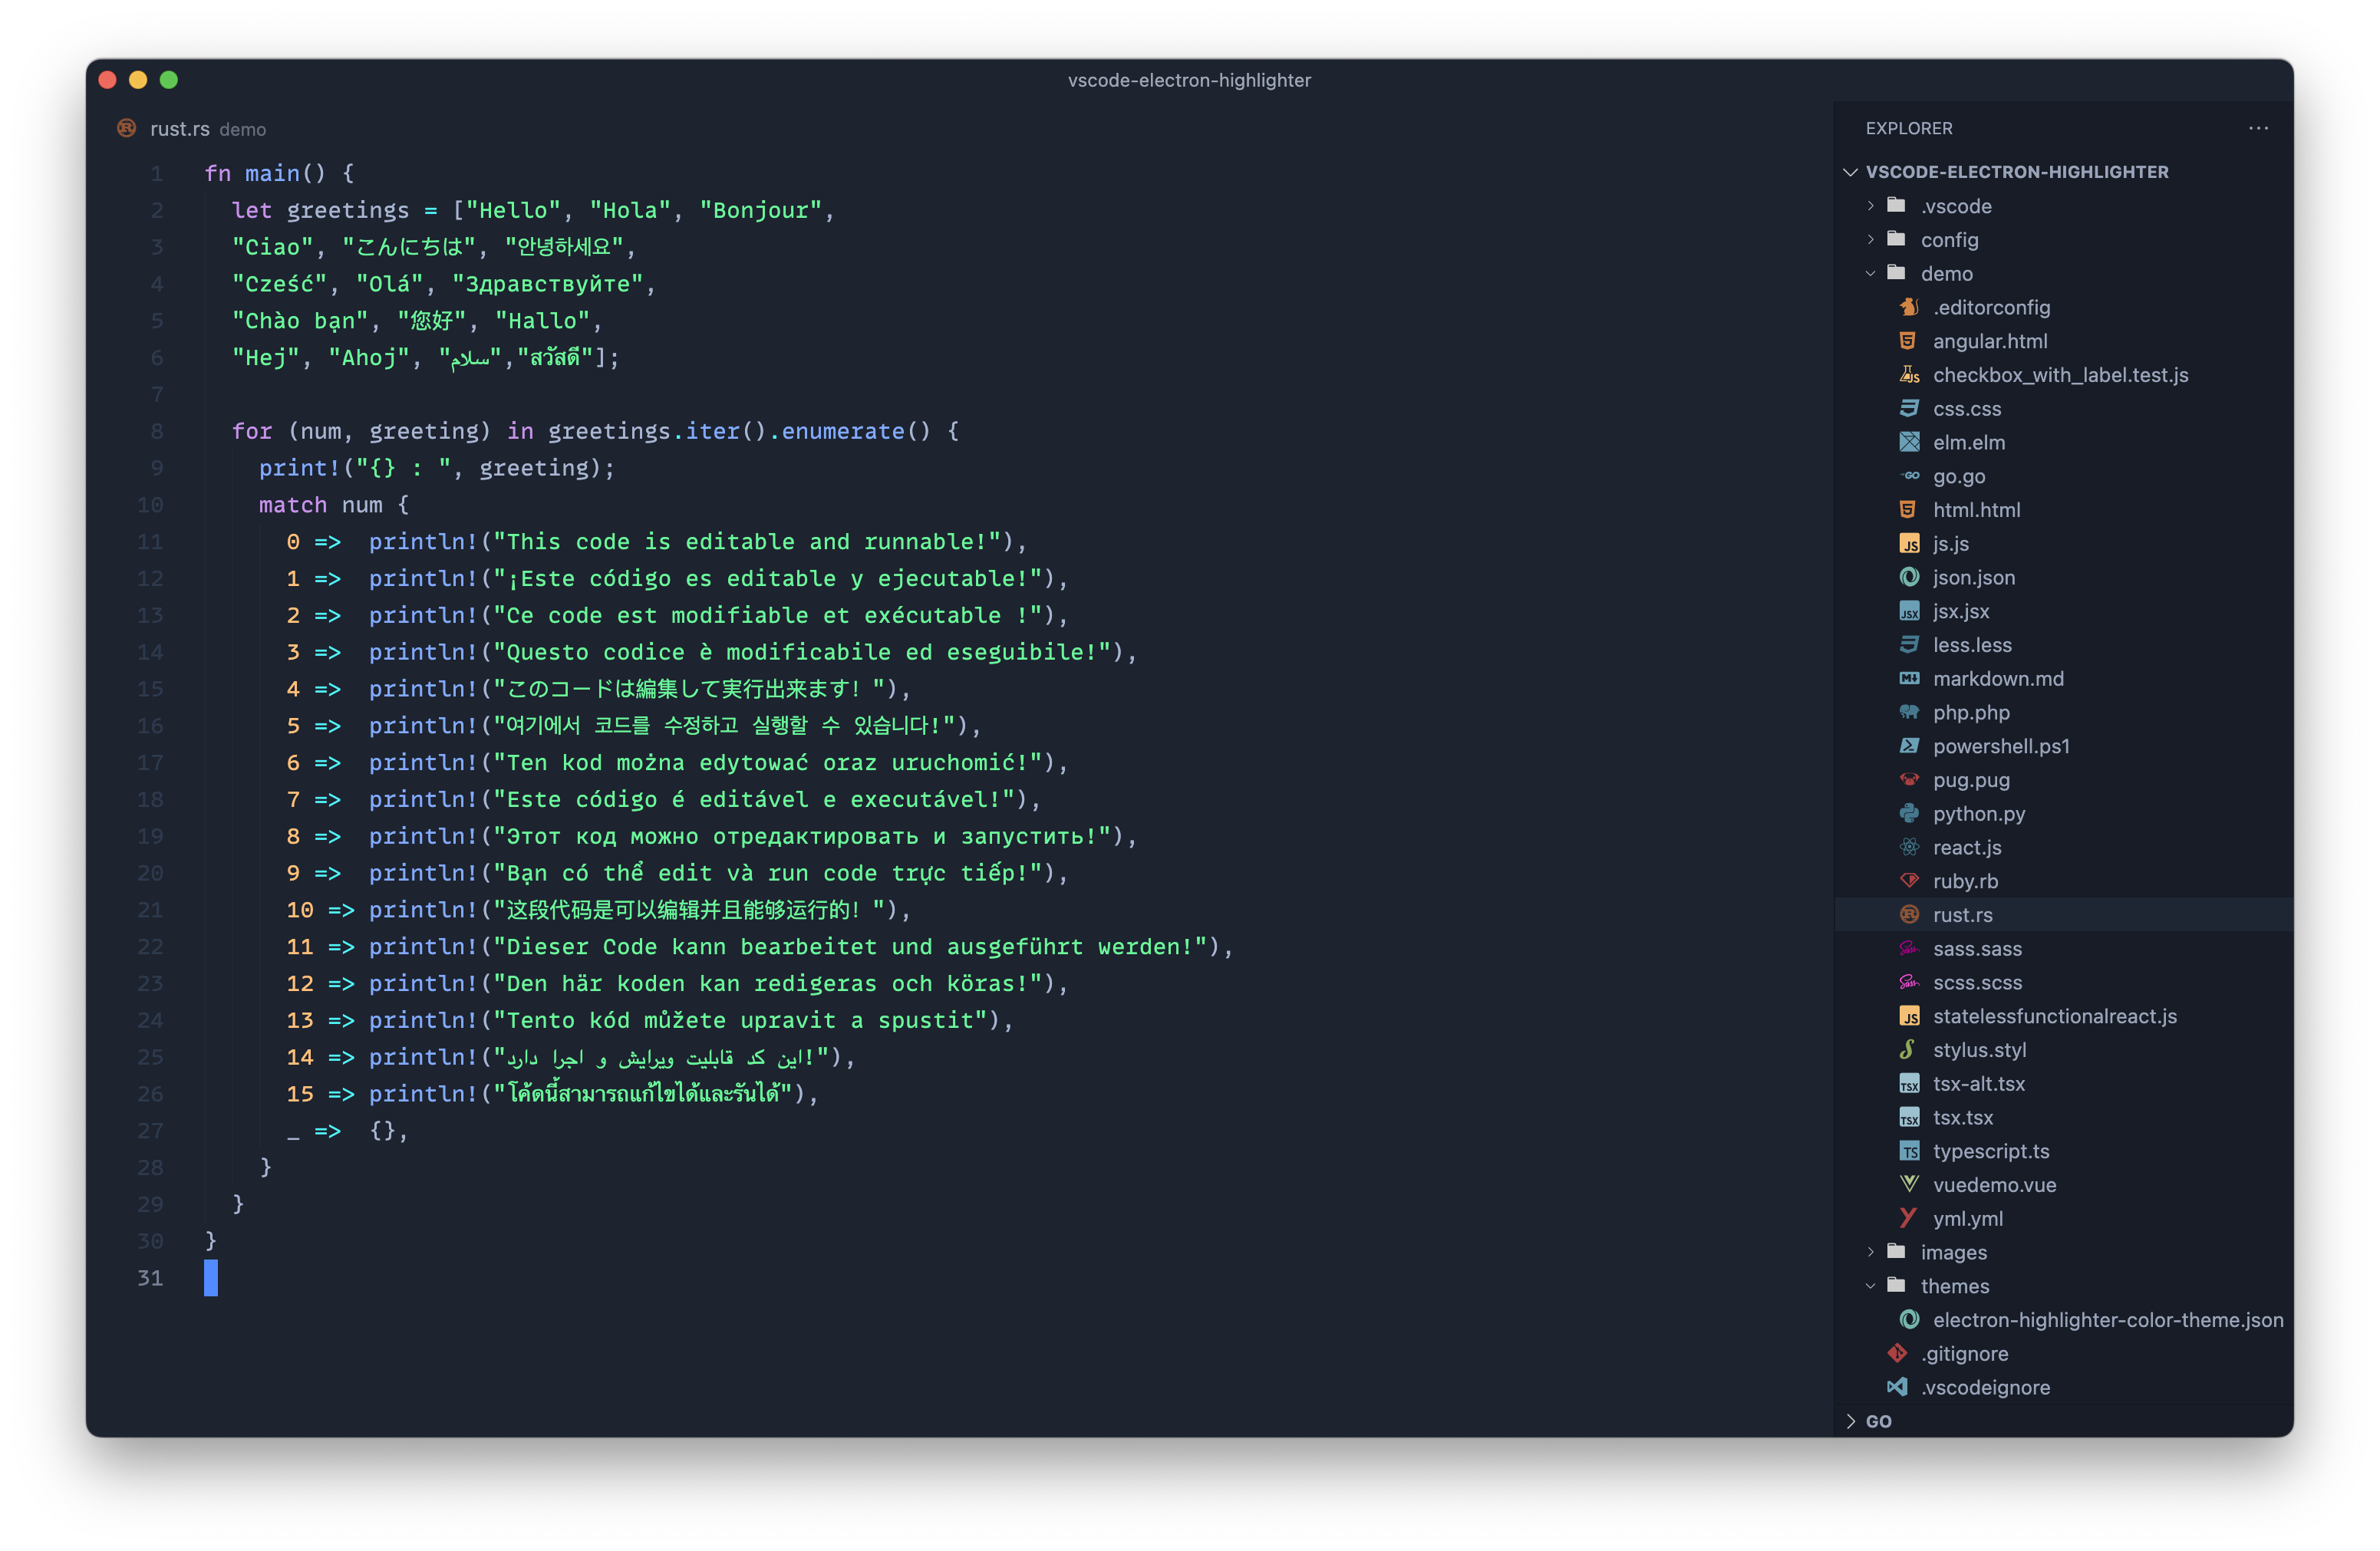 vscode-electron-highlighter
rust.rs demo
1 fn main() {
2 let greetings = ["Hello", "Hola", "Bonjour",
3 "Ciao", "こんにちは", "안녕하세요",
4 "Cześć", "Olá", "Здравствуйте",
5 "Chào bạn", "您好", "Hallo",
6 "Hej", "Ahoj", "سلام","สวัสดี"];
7
8 for (num, greeting) in greetings.iter().enumerate() {
9 print!("{} : ", greeting);
10 match num {
11 0 => println!("This code is editable and runnable!"),
12 1 => println!("¡Este código es editable y ejecutable!"),
13 2 => println!("Ce code est modifiable et exécutable !"),
14 3 => println!("Questo codice è modificabile ed eseguibile!"),
15 4 => println!("このコードは編集して実行出来ます！"),
16 5 => println!("여기에서 코드를 수정하고 실행할 수 있습니다!"),
17 6 => println!("Ten kod można edytować oraz uruchomić!"),
18 7 => println!("Este código é editável e executável!"),
19 8 => println!("Этот код можно отредактировать и запустить!"),
20 9 => println!("Bạn có thể edit và run code trực tiếp!"),
21 10 => println!("这段代码是可以编辑并且能够运行的！"),
22 11 => println!("Dieser Code kann bearbeitet und ausgeführt werden!"),
23 12 => println!("Den här koden kan redigeras och köras!"),
24 13 => println!("Tento kód můžete upravit a spustit"),
25 14 => println!("این کد قابلیت ویرایش و اجرا دارد!"),
26 15 => println!("โค้ดนี้สามารถแก้ไขได้และรันได้"),
27 _ => {},
28 }
29 }
30 }
31
EXPLORER
VSCODE-ELECTRON-HIGHLIGHTER
.vscode
config
demo
.editorconfig
angular.html
checkbox_with_label.test.js
css.css
elm.elm
go.go
html.html
js.js
json.json
jsx.jsx
less.less
markdown.md
php.php
powershell.ps1
pug.pug
python.py
react.js
ruby.rb
rust.rs
sass.sass
scss.scss
statelessfunctionalreact.js
stylus.styl
tsx-alt.tsx
tsx.tsx
typescript.ts
vuedemo.vue
yml.yml
images
themes
electron-highlighter-color-theme.json
.gitignore
.vscodeignore
GO